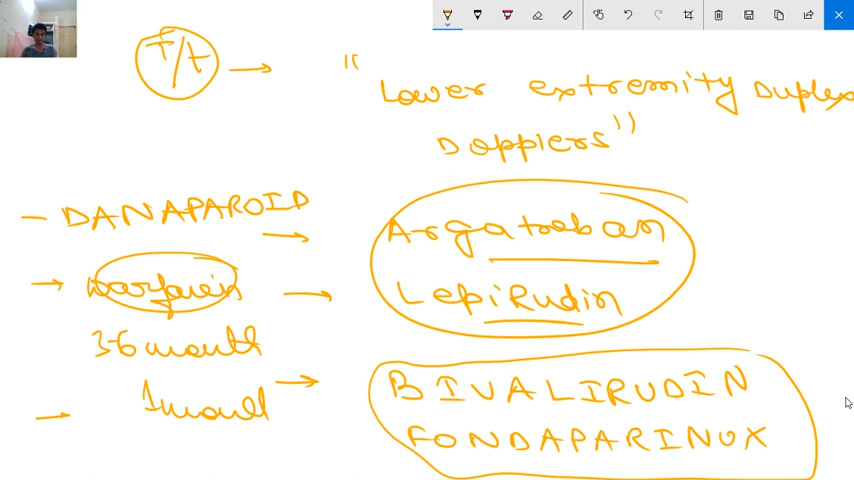 T/t
"Lower extremity Duplex
Dopplers"
- DANAPAROID
Argatroban
warfarin
Lepirudin
3-6 month
1 month
BIVALIRUDIN
FONDAPARINUX